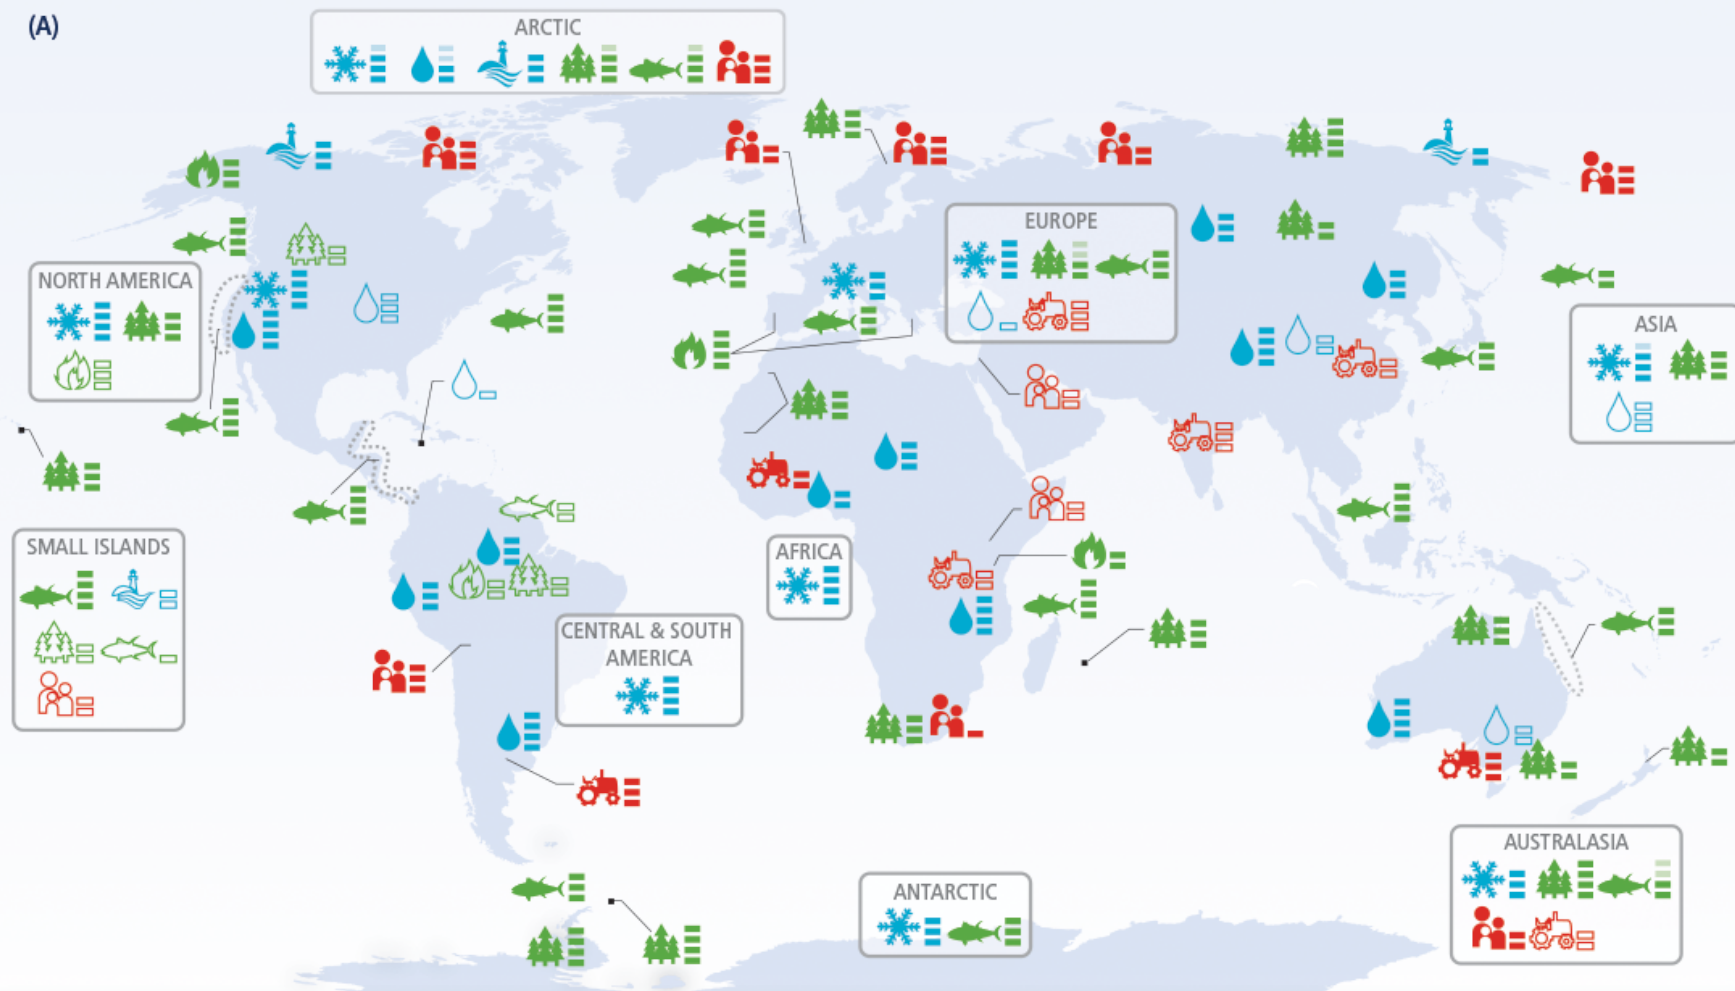 (A)
ARCTIC
EUROPE
NORTH AMERICA
ASIA
SMALL ISLANDS
AFRICA
CENTRAL & SOUTH
AMERICA
AUSTRALASIA
ANTARCTIC